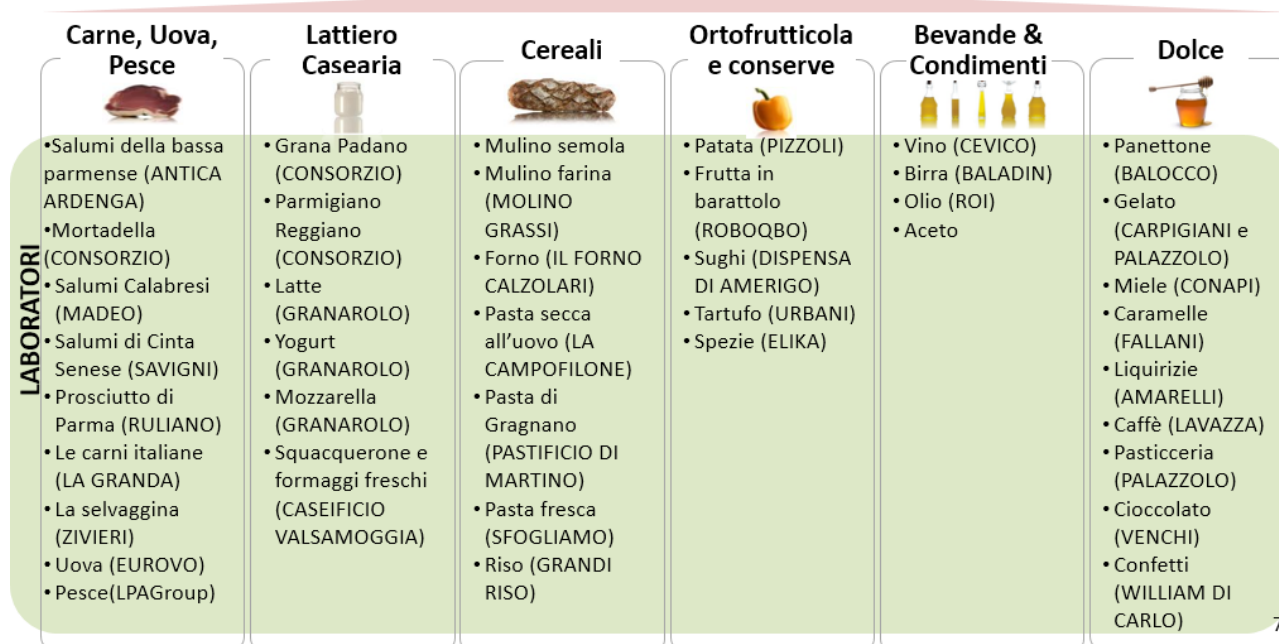 Carne, Uova,
Pesce
•Salumi della bassa
parmense (ANTICA
ARDENGA)
•Mortadella
(CONSORZIO)
• Salumi Calabresi
(MADEO)
• Salumi di Cinta
Senese (SAVIGNI)
• Prosciutto di
Parma (RULIANO)
• Le carni italiane
(LA GRANDA)
• La selvaggina
(ZIVIERI)
• Uova (EUROVO)
• Pesce(LPAGroup)
Lattiero
Casearia
• Grana Padano
(CONSORZIO)
• Parmigiano
Reggiano
(CONSORZIO)
• Latte
(GRANAROLO)
• Yogurt
(GRANAROLO)
• Mozzarella
(GRANAROLO)
• Squacquerone e
formaggi freschi
(CASEIFICIO
VALSAMOGGIA)
Cereali
• Mulino semola
• Mulino farina
(MOLINO
GRASSI)
• Forno (IL FORNO
CALZOLARI)
• Pasta secca
all’uovo (LA
CAMPOFILONE)
• Pasta di
Gragnano
(PASTIFICIO DI
MARTINO)
• Pasta fresca
(SFOGLIAMO)
• Riso (GRANDI
RISO)
Ortofrutticola
e conserve
• Patata (PIZZOLI)
• Frutta in
barattolo
(ROBOQBO)
• Sughi (DISPENSA
DI AMERIGO)
• Tartufo (URBANI)
• Spezie (ELIKA)
Bevande &
Condimenti
• Vino (CEVICO)
• Birra (BALADIN)
• Olio (ROI)
• Aceto
Dolce
• Panettone
(BALOCCO)
• Gelato
(CARPIGIANI e
PALAZZOLO)
• Miele (CONAPI)
• Caramelle
(FALLANI)
• Liquirizie
(AMARELLI)
• Caffè (LAVAZZA)
• Pasticceria
(PALAZZOLO)
• Cioccolato
(VENCHI)
• Confetti
(WILLIAM DI
CARLO)
LABORATORI
7